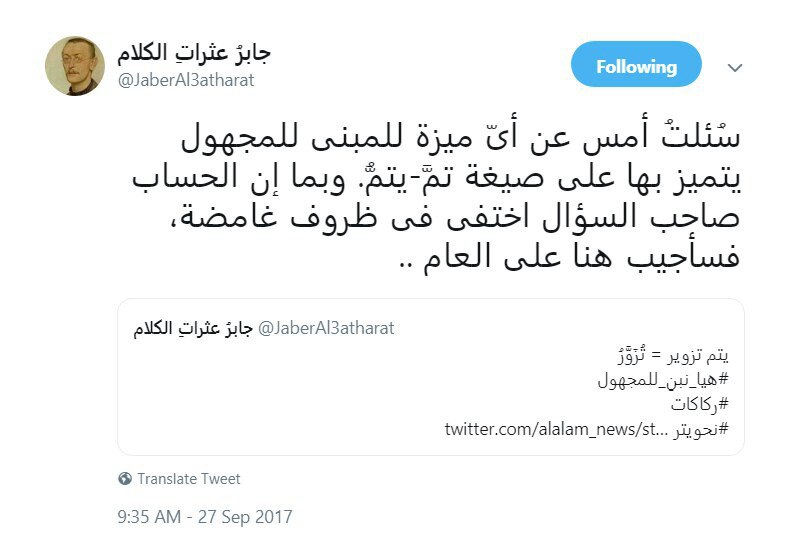 جابرُ عثراتِ الكلام
@JaberAl3atharat
Following
سُئلتُ أمس عن أىّ ميزة للمبنى للمجهول
يتميز بها على صيغة تمَّ-يتمُّ. وبما إن الحساب
صاحب السؤال اختفى فى ظروف غامضة،
فسأجيب هنا على العام ..
جابرُ عثراتِ الكلام @JaberAl3atharat
يتم تزوير = تُزَوَّرُ
#هيا_نبنِ_للمجهول
#ركاكات
#نحويتر twitter.com/alalam_news/st…
Translate Tweet
9:35 AM - 27 Sep 2017